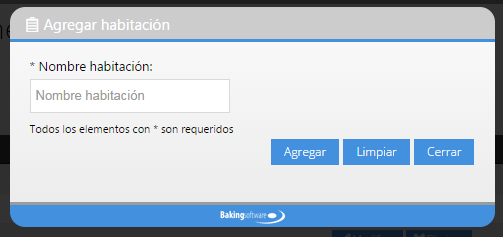 Agregar habitación
* Nombre habitación:
Nombre habitación
Todos los elementos con * son requeridos
Agregar Limpiar Cerrar
Bakingsoftware